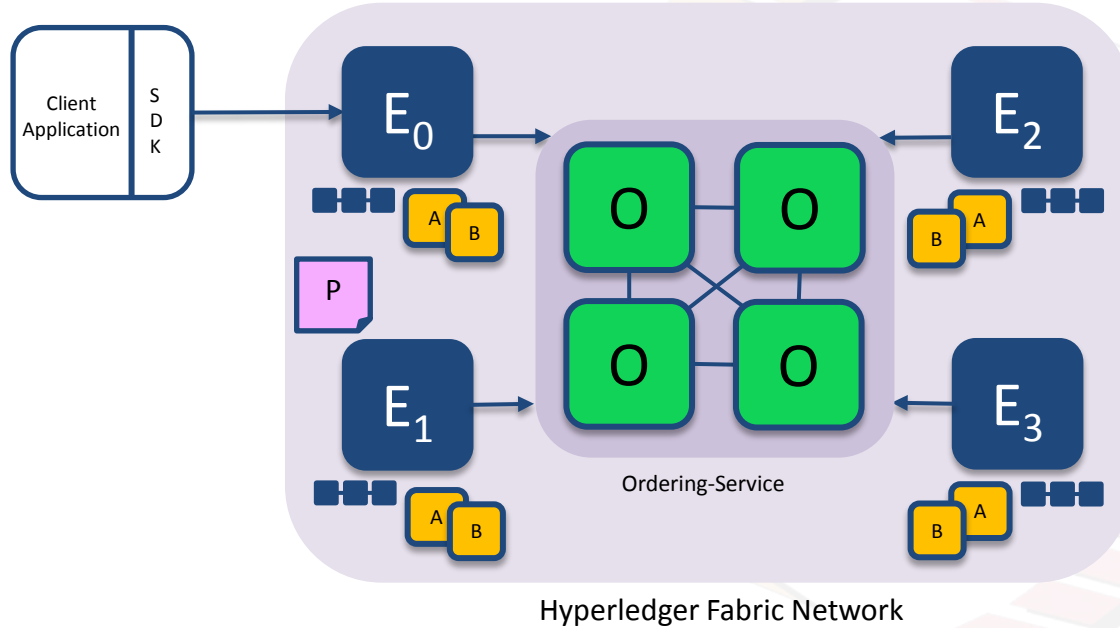 Client
Application
S
D
K
E0
E2
O
O
A
B
A
B
P
O
O
E1
E3
Ordering-Service
A
B
A
B
Hyperledger Fabric Network